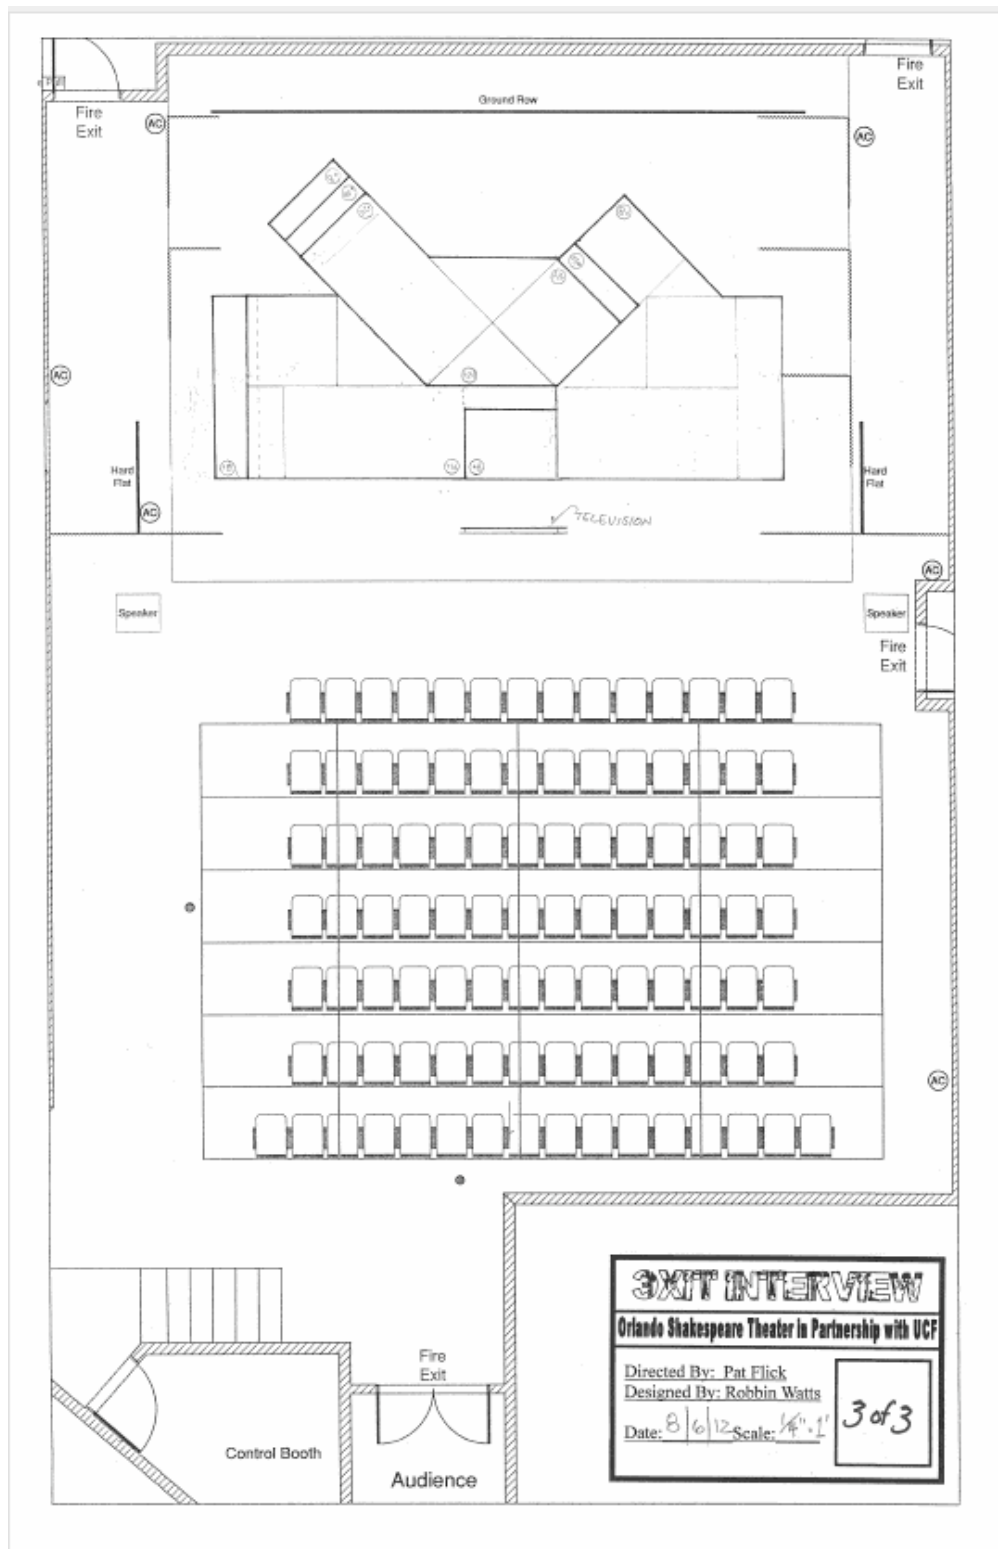 Fire
Exit
Ground Row
Fire
Exit
AC
AC
AC
Hard
Flat
Hard
Flat
AC
TELEVISION
AC
Speaker
Speaker
Fire
Exit
AC
3XIT INTERVIEW
Orlando Shakespeare Theater in Partnership with UCF
Directed By: Pat Flick
Designed By: Robbin Watts
Date: 8/6/12 Scale: 1/4"=1'
3 of 3
Fire
Exit
Control Booth
Audience